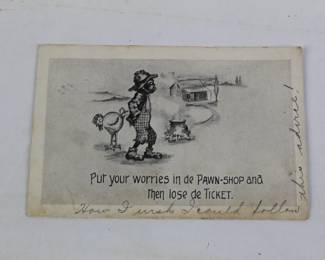 Put your worries in de PAWN-SHOP and
then lose de TICKET.
How I wish I could follow
this advice!